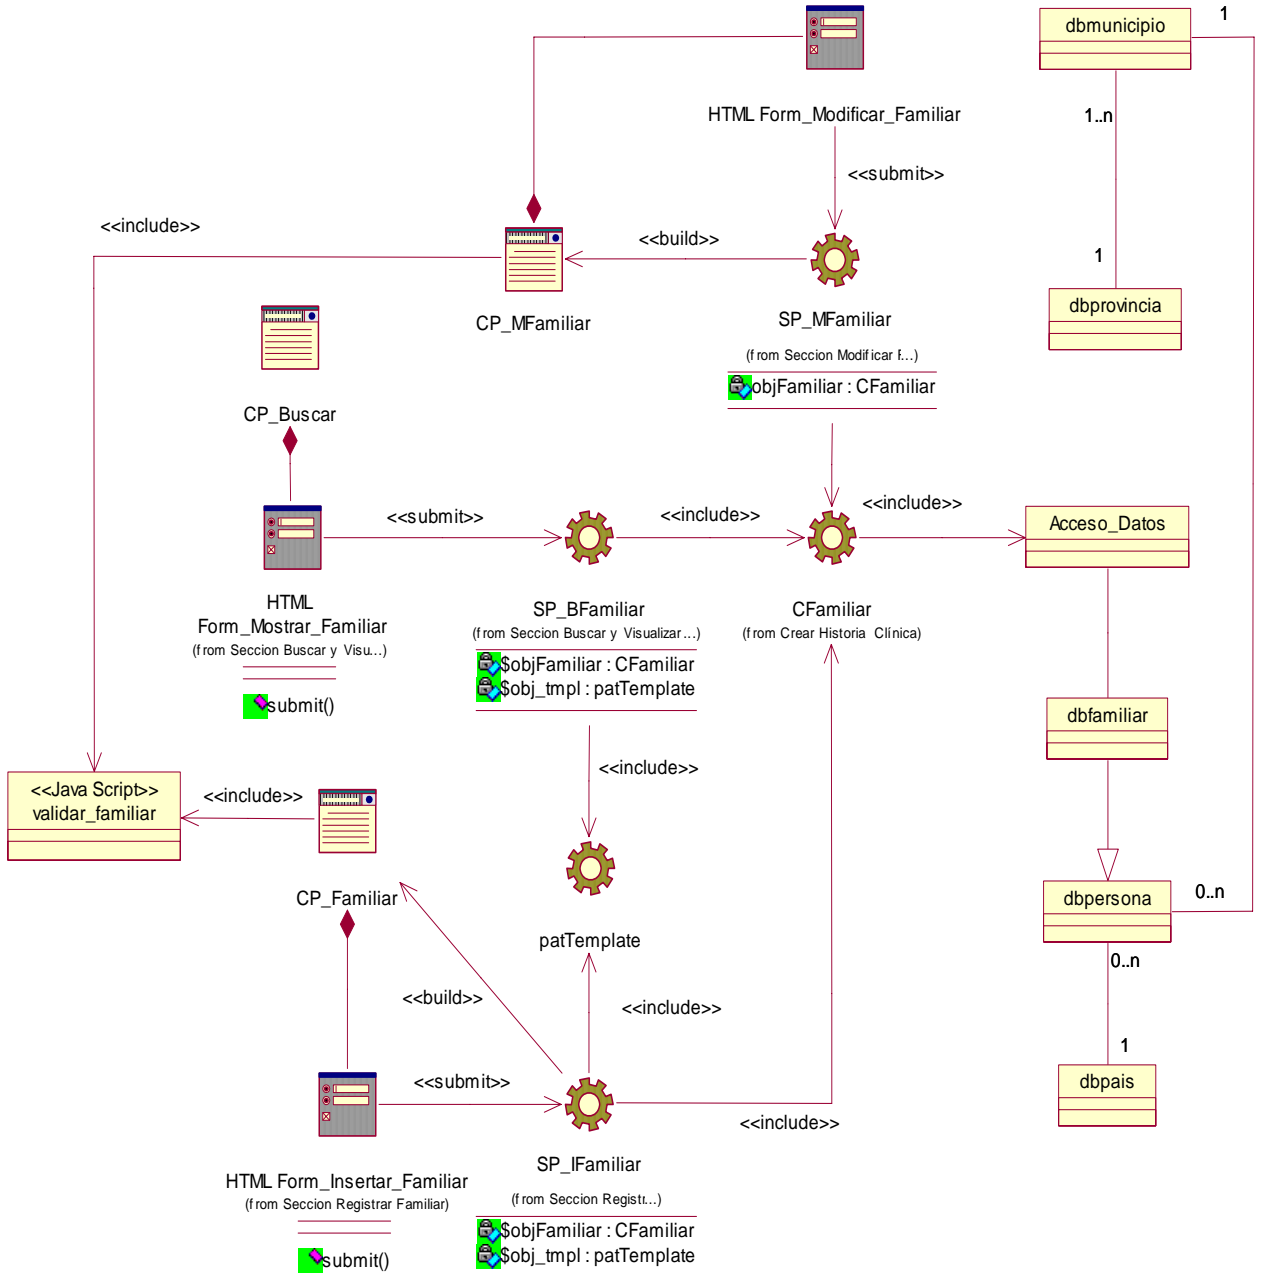 1
dbmunicipio
HTML Form_Modificar_Familiar
1..n
<<submit>>
<<include>>
<<build>>
1
dbprovincia
CP_MFamiliar
SP_MFamiliar
(from Seccion Modificar F...)
objFamiliar : CFamiliar
CP_Buscar
<<submit>>
<<include>>
<<include>>
Acceso_Datos
HTML
Form_Mostrar_Familiar
(from Seccion Buscar y Visu...)
submit()
SP_BFamiliar
(from Seccion Buscar y Visualizar...)
$objFamiliar : CFamiliar
$obj_tmpl : patTemplate
CFamiliar
(from Crear Historia Clínica)
dbfamiliar
<<include>>
<<Java Script>>
validar_familiar
<<include>>
CP_Familiar
dbpersona
0..n
patTemplate
0..n
<<build>>
<<include>>
1
<<submit>>
dbpais
<<include>>
SP_IFamiliar
(from Seccion Registr...)
$objFamiliar : CFamiliar
$obj_tmpl : patTemplate
HTML Form_Insertar_Familiar
(from Seccion Registrar Familiar)
submit()